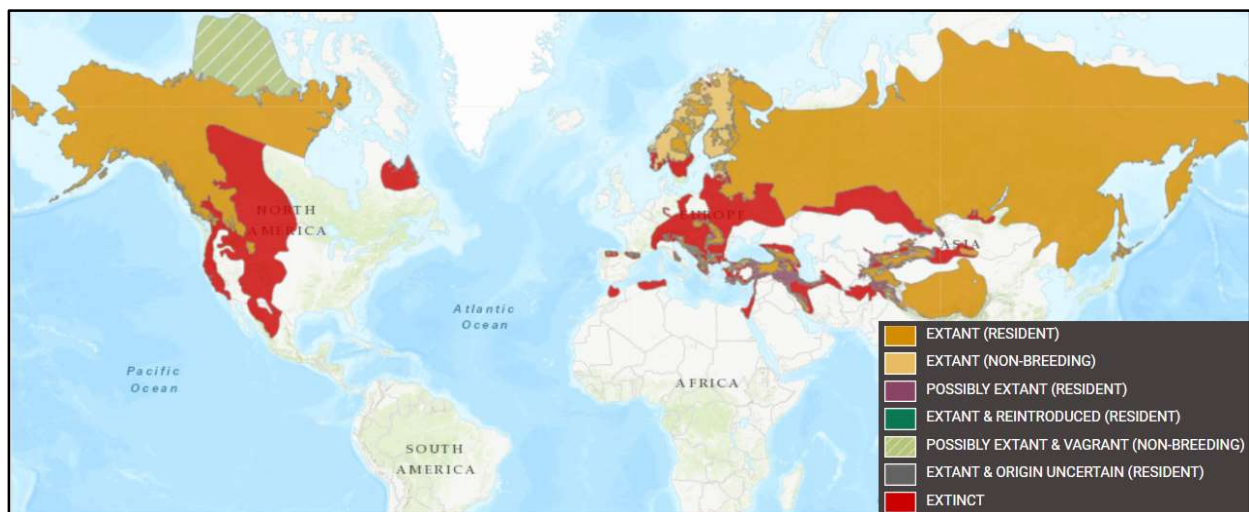 NORTH
AMERICA
EUROPE
ASIA
Atlantic
Ocean
Pacific
Ocean
AFRICA
SOUTH
AMERICA
EXTANT (RESIDENT)
EXTANT (NON-BREEDING)
POSSIBLY EXTANT (RESIDENT)
EXTANT & REINTRODUCED (RESIDENT)
POSSIBLY EXTANT & VAGRANT (NON-BREEDING)
EXTANT & ORIGIN UNCERTAIN (RESIDENT)
EXTINCT